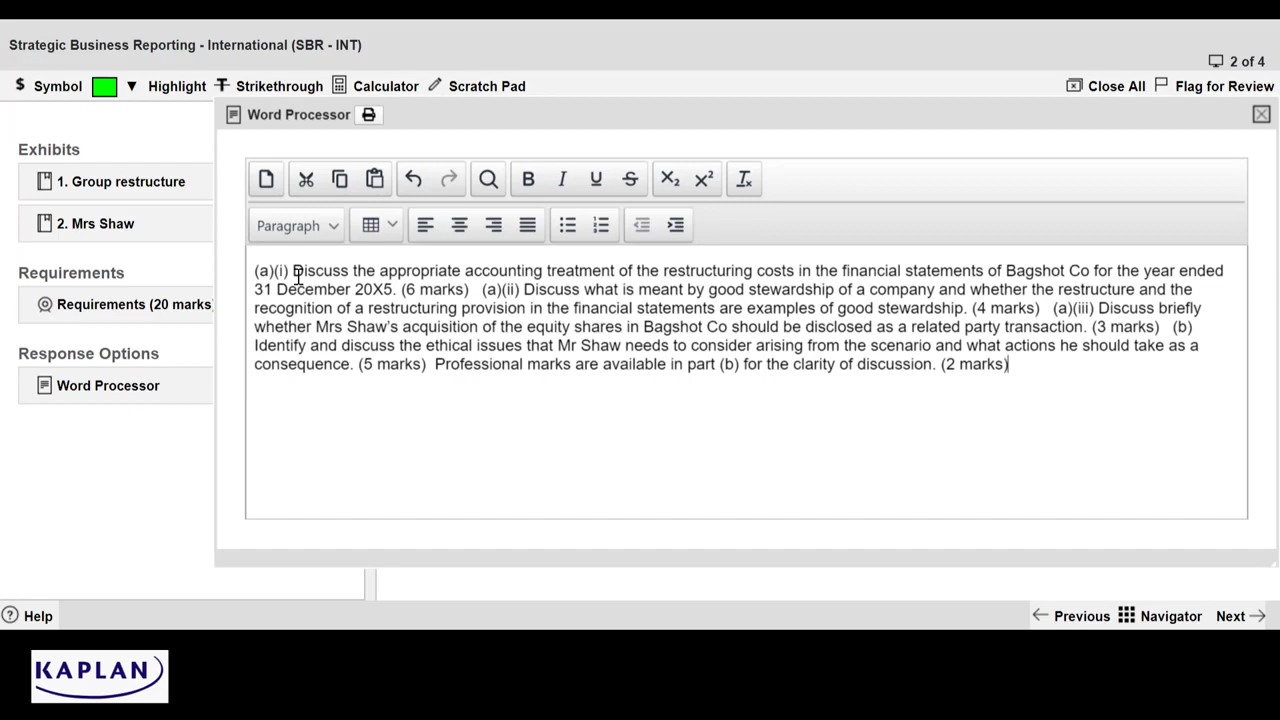 Strategic Business Reporting - International (SBR - INT)
2 of 4
$ Symbol Highlight Strikethrough Calculator Scratch Pad Close All Flag for Review
Word Processor
Exhibits
1. Group restructure
2. Mrs Shaw
Requirements
Requirements (20 marks)
Response Options
Word Processor
B I U S X₂ X² Iₓ
Paragraph
(a)(i) Discuss the appropriate accounting treatment of the restructuring costs in the financial statements of Bagshot Co for the year ended
31 December 20X5. (6 marks) (a)(ii) Discuss what is meant by good stewardship of a company and whether the restructure and the
recognition of a restructuring provision in the financial statements are examples of good stewardship. (4 marks) (a)(iii) Discuss briefly
whether Mrs Shaw's acquisition of the equity shares in Bagshot Co should be disclosed as a related party transaction. (3 marks) (b)
Identify and discuss the ethical issues that Mr Shaw needs to consider arising from the scenario and what actions he should take as a
consequence. (5 marks) Professional marks are available in part (b) for the clarity of discussion. (2 marks)
? Help
Previous Navigator Next
KAPLAN